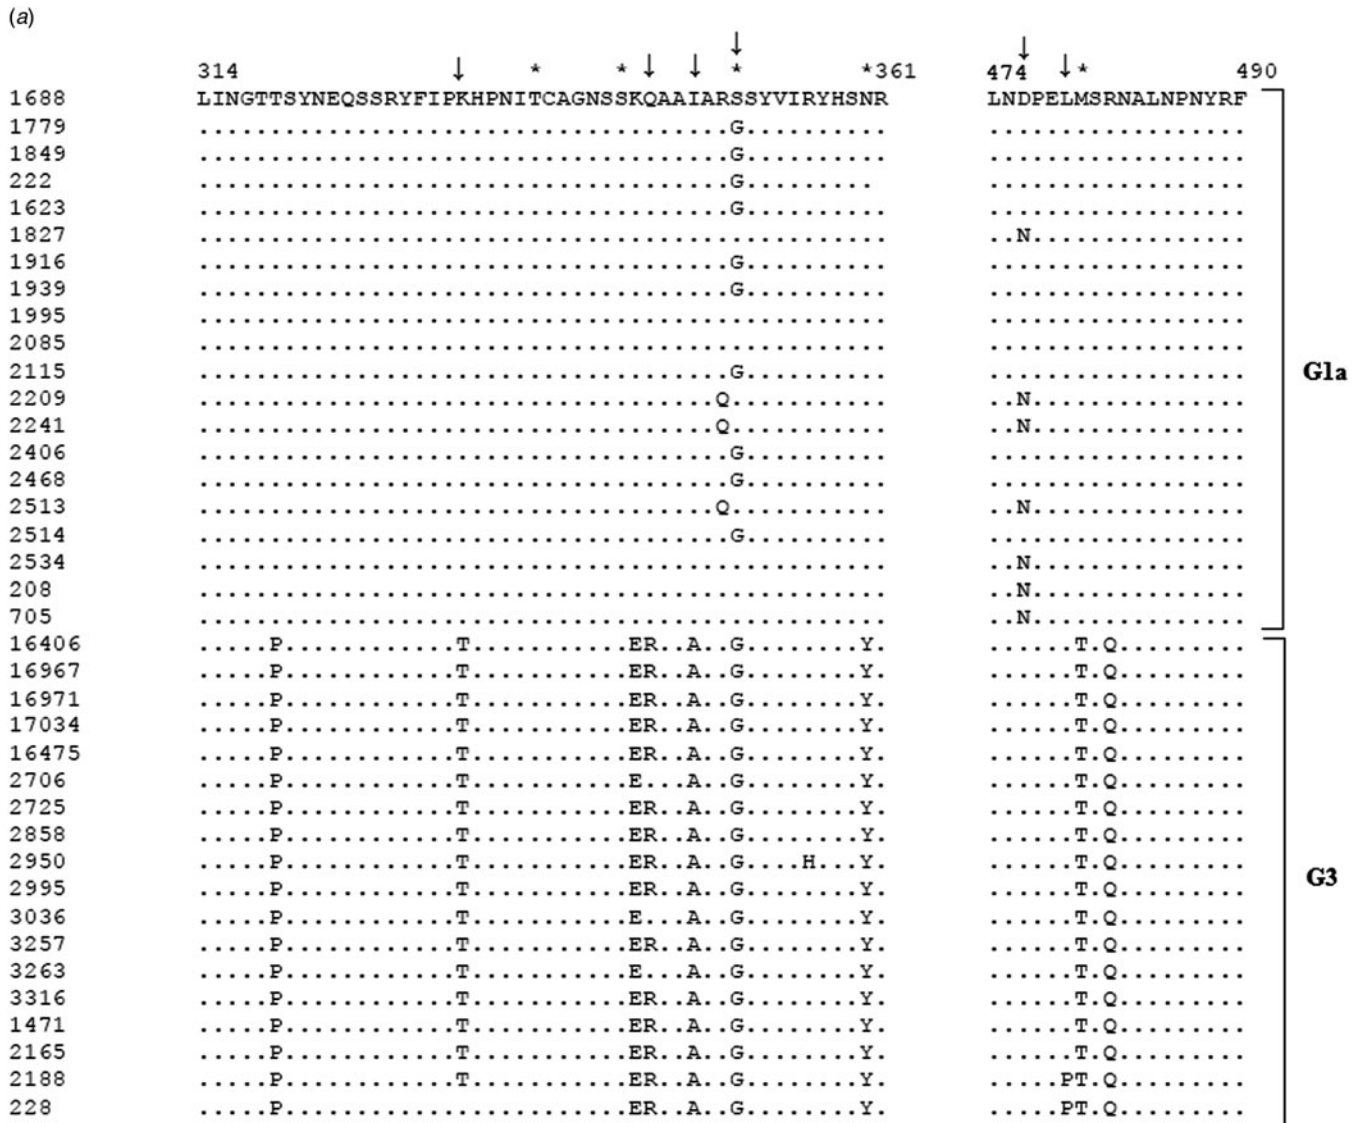 (a)
↓ ↓
314 ↓ * * ↓ ↓ * *361 474 ↓* 490
1688 LINGTTSYNEQSSRYFIPKHPNITCAGNSSKQAAIARSSYVIRYHSNR LNDPELMSRNALNPNYRF
1779 .....................................G.......... ..................
1849 .....................................G.......... ..................
222 .....................................G......... ..................
1623 .....................................G.......... ..................
1827 ................................................ ..N...............
1916 .....................................G.......... ..................
1939 .....................................G.......... ..................
1995 ................................................ ..................
2085 ................................................ ..................
2115 .....................................G.......... ..................
G1a
2209 ....................................Q........... ..N...............
2241 ....................................Q........... ..N...............
2406 .....................................G.......... ..................
2468 .....................................G.......... ..................
2513 ....................................Q........... ..N...............
2514 .....................................G.......... ..................
2534 ................................................ ..N...............
208 ................................................ ..N...............
705 ................................................ ..N...............
16406 .....P............T...........ER..A..G........Y. ......T.Q.........
16967 .....P............T...........ER..A..G........Y. ......T.Q.........
16971 .....P............T...........ER..A..G........Y. ......T.Q.........
17034 .....P............T...........ER..A..G........Y. ......T.Q.........
16475 .....P............T...........ER..A..G........Y. ......T.Q.........
2706 .....P............T...........E...A..G........Y. ......T.Q.........
2725 .....P............T...........ER..A..G........Y. ......T.Q.........
2858 .....P............T...........ER..A..G........Y. ......T.Q.........
2950 .....P............T...........ER..A..G....H...Y. ......T.Q.........
G3
2995 .....P............T...........ER..A..G........Y. ......T.Q.........
3036 .....P............T...........E...A..G........Y. ......T.Q.........
3257 .....P............T...........ER..A..G........Y. ......T.Q.........
3263 .....P............T...........E...A..G........Y. ......T.Q.........
3316 .....P............T...........ER..A..G........Y. ......T.Q.........
1471 .....P............T...........ER..A..G........Y. ......T.Q.........
2165 .....P............T...........ER..A..G........Y. ......T.Q.........
2188 .....P............T...........ER..A..G........Y. .....PT.Q.........
228 .....P........................ER..A..G........Y. .....PT.Q.........